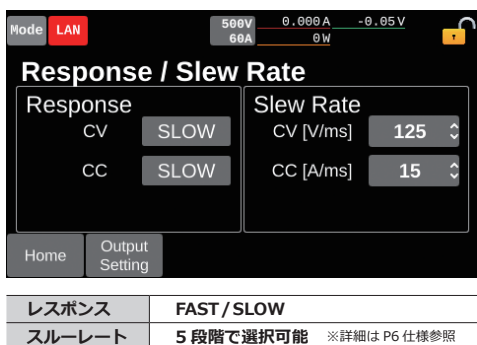 Mode LAN 500V 0.000A -0.05V
60A 0W
Response / Slew Rate
Response
CV SLOW
CC SLOW
Slew Rate
CV [V/ms] 125
CC [A/ms] 15
Home Output Setting
レスポンス FAST / SLOW
スルーレート 5 段階で選択可能 ※詳細は P6 仕様参照